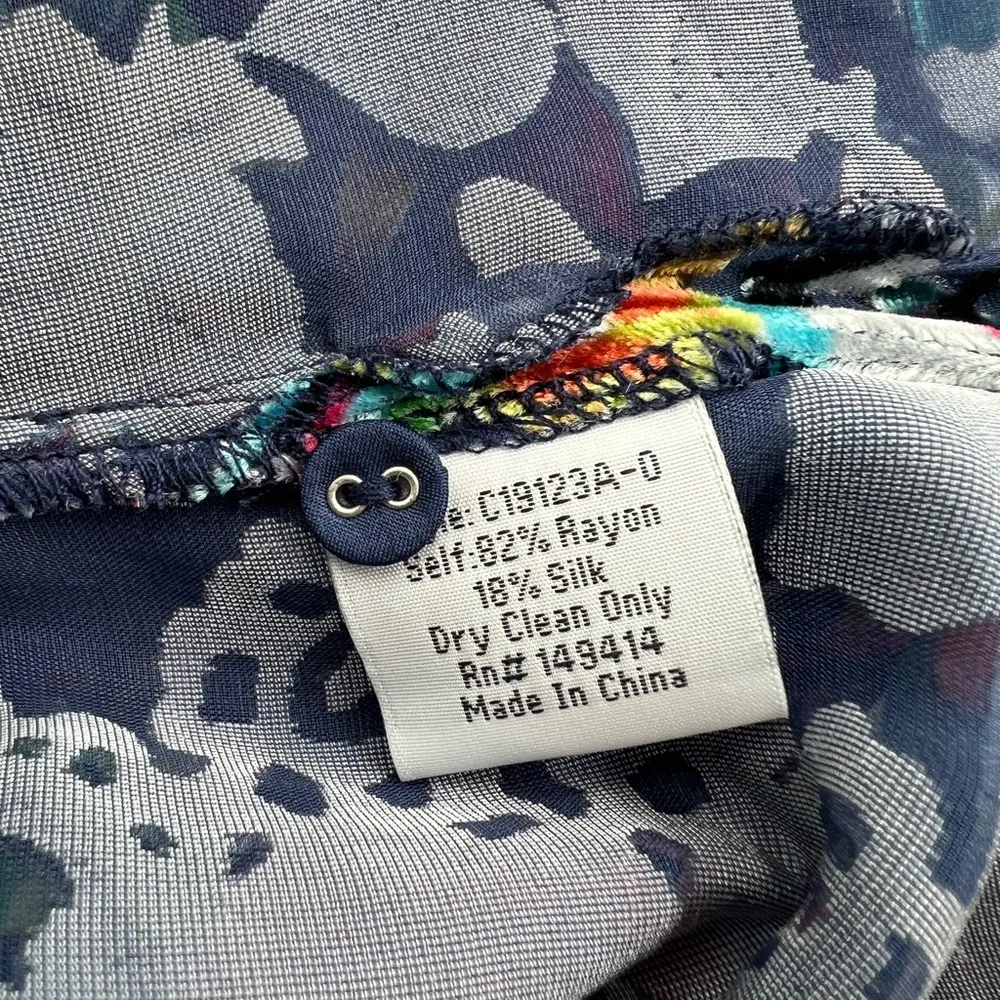 C19123A-0
Self:82% Rayon
18% Silk
Dry Clean Only
Rn# 149414
Made In China